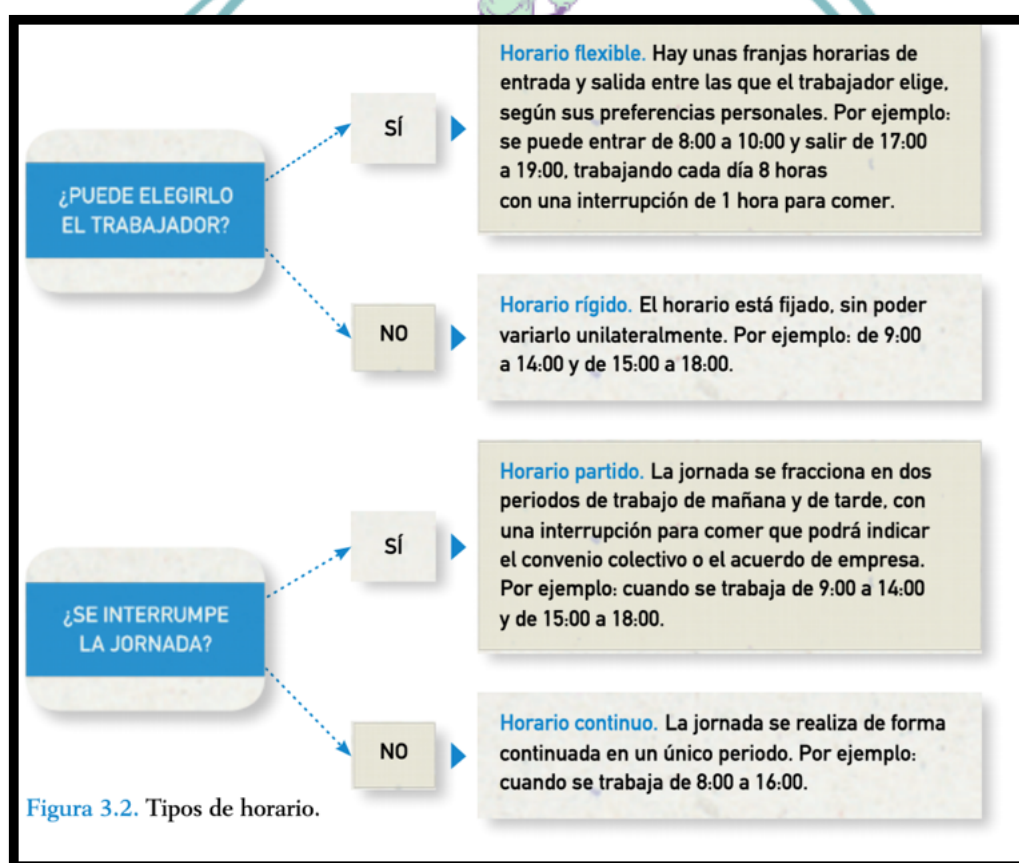 ¿PUEDE ELEGIRLO
EL TRABAJADOR?
SÍ
Horario flexible. Hay unas franjas horarias de
entrada y salida entre las que el trabajador elige,
según sus preferencias personales. Por ejemplo:
se puede entrar de 8:00 a 10:00 y salir de 17:00
a 19:00, trabajando cada día 8 horas
con una interrupción de 1 hora para comer.
NO
Horario rígido. El horario está fijado, sin poder
variarlo unilateralmente. Por ejemplo: de 9:00
a 14:00 y de 15:00 a 18:00.
¿SE INTERRUMPE
LA JORNADA?
SÍ
Horario partido. La jornada se fracciona en dos
periodos de trabajo de mañana y de tarde, con
una interrupción para comer que podrá indicar
el convenio colectivo o el acuerdo de empresa.
Por ejemplo: cuando se trabaja de 9:00 a 14:00
y de 15:00 a 18:00.
NO
Horario continuo. La jornada se realiza de forma
continuada en un único periodo. Por ejemplo:
cuando se trabaja de 8:00 a 16:00.
Figura 3.2. Tipos de horario.